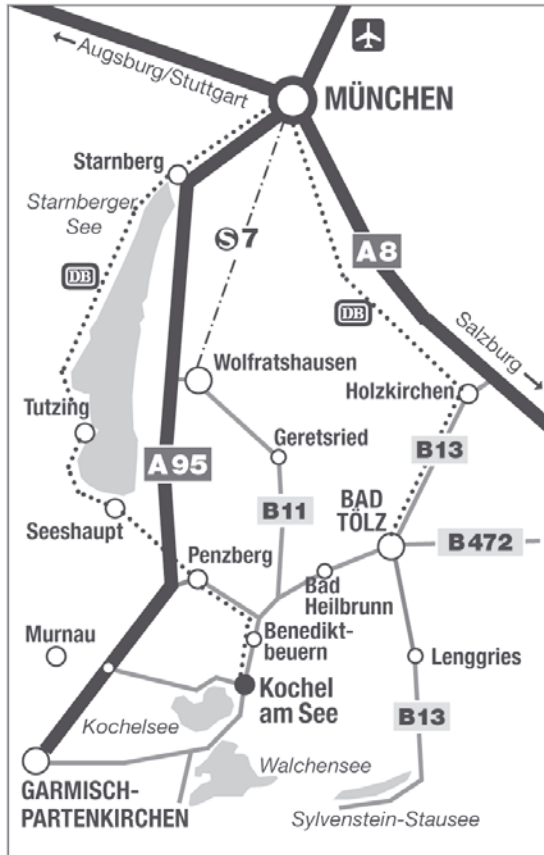 Augsburg/Stuttgart
MÜNCHEN
Starnberg
Starnberger
See
S7
A8
DB
DB
Salzburg
Wolfratshausen
Holzkirchen
Tutzing
Geretsried
B13
A95
B11
BAD
TÖLZ
Seeshaupt
B472
Penzberg
Bad
Heilbrunn
Murnau
Benedikt-
beuern
Lenggries
Kochel
am See
Kochelsee
B13
Walchensee
GARMISCH-
PARTENKIRCHEN
Sylvenstein-Stausee